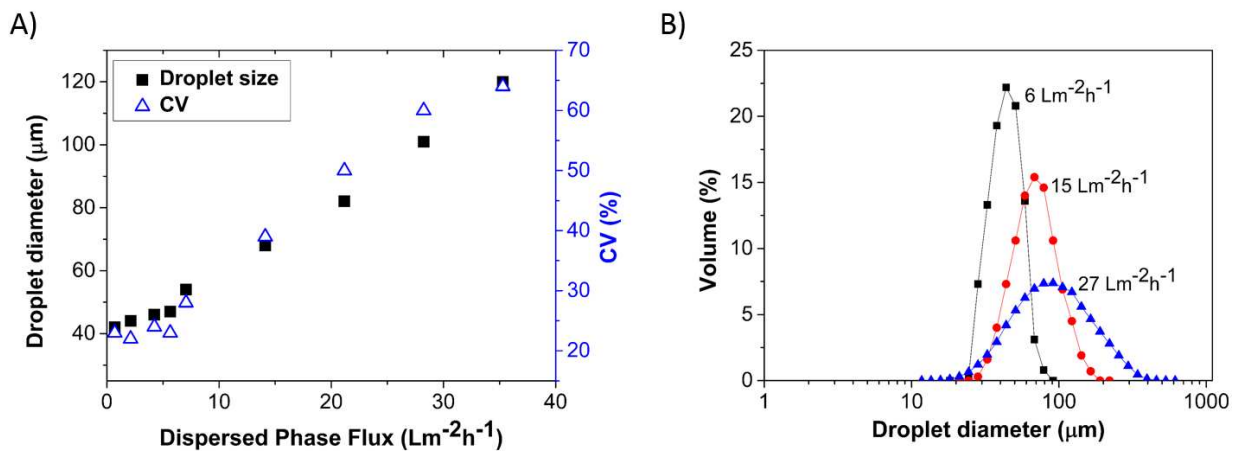 A)
Droplet diameter (μm)
120
100
80
60
40
Droplet size
CV
70
60
50
40
30
20
CV (%)
0
10
20
30
40
Dispersed Phase Flux (Lm⁻²h⁻¹)
B)
Volume (%)
25
20
15
10
5
0
6 Lm⁻²h⁻¹
15 Lm⁻²h⁻¹
27 Lm⁻²h⁻¹
1
10
100
1000
Droplet diameter (μm)